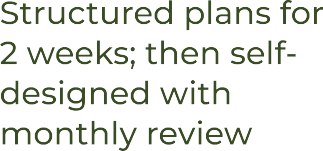 Structured plans for
2 weeks; then self-
designed with
monthly review